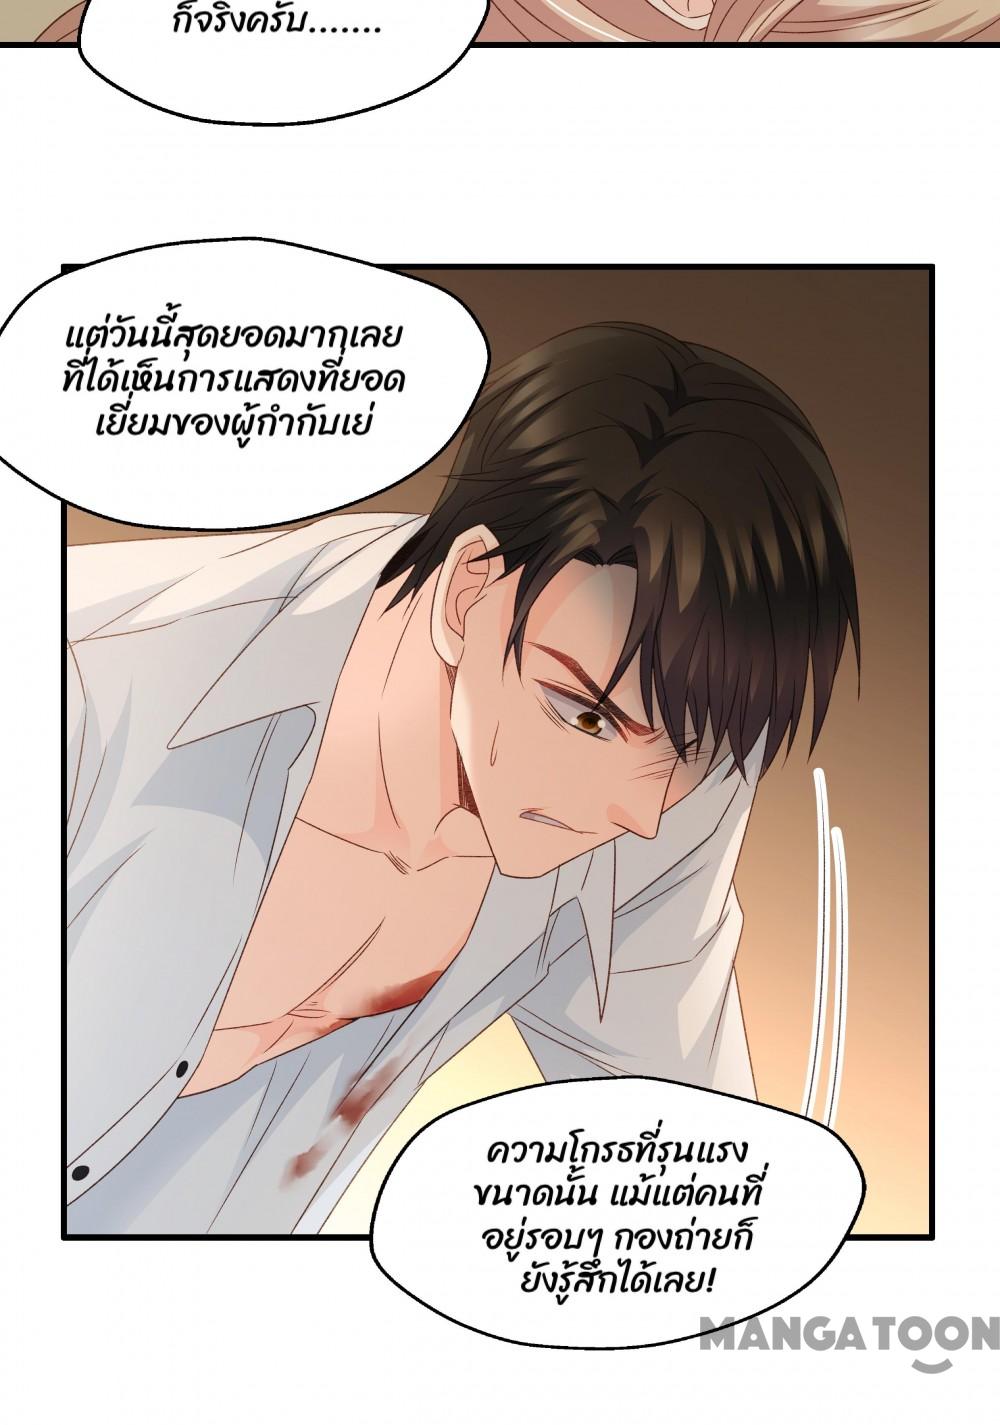 ก็จริงครับ.......
แต่วันนี้สุดยอดมากเลย
ที่ได้เห็นการแสดงที่ยอด
เยี่ยมของผู้กำกับเย่
ความโกรธที่รุนแรง
ขนาดนั้น แม้แต่คนที่
อยู่รอบๆ กองถ่ายก็
ยังรู้สึกได้เลย!
MANGATOON